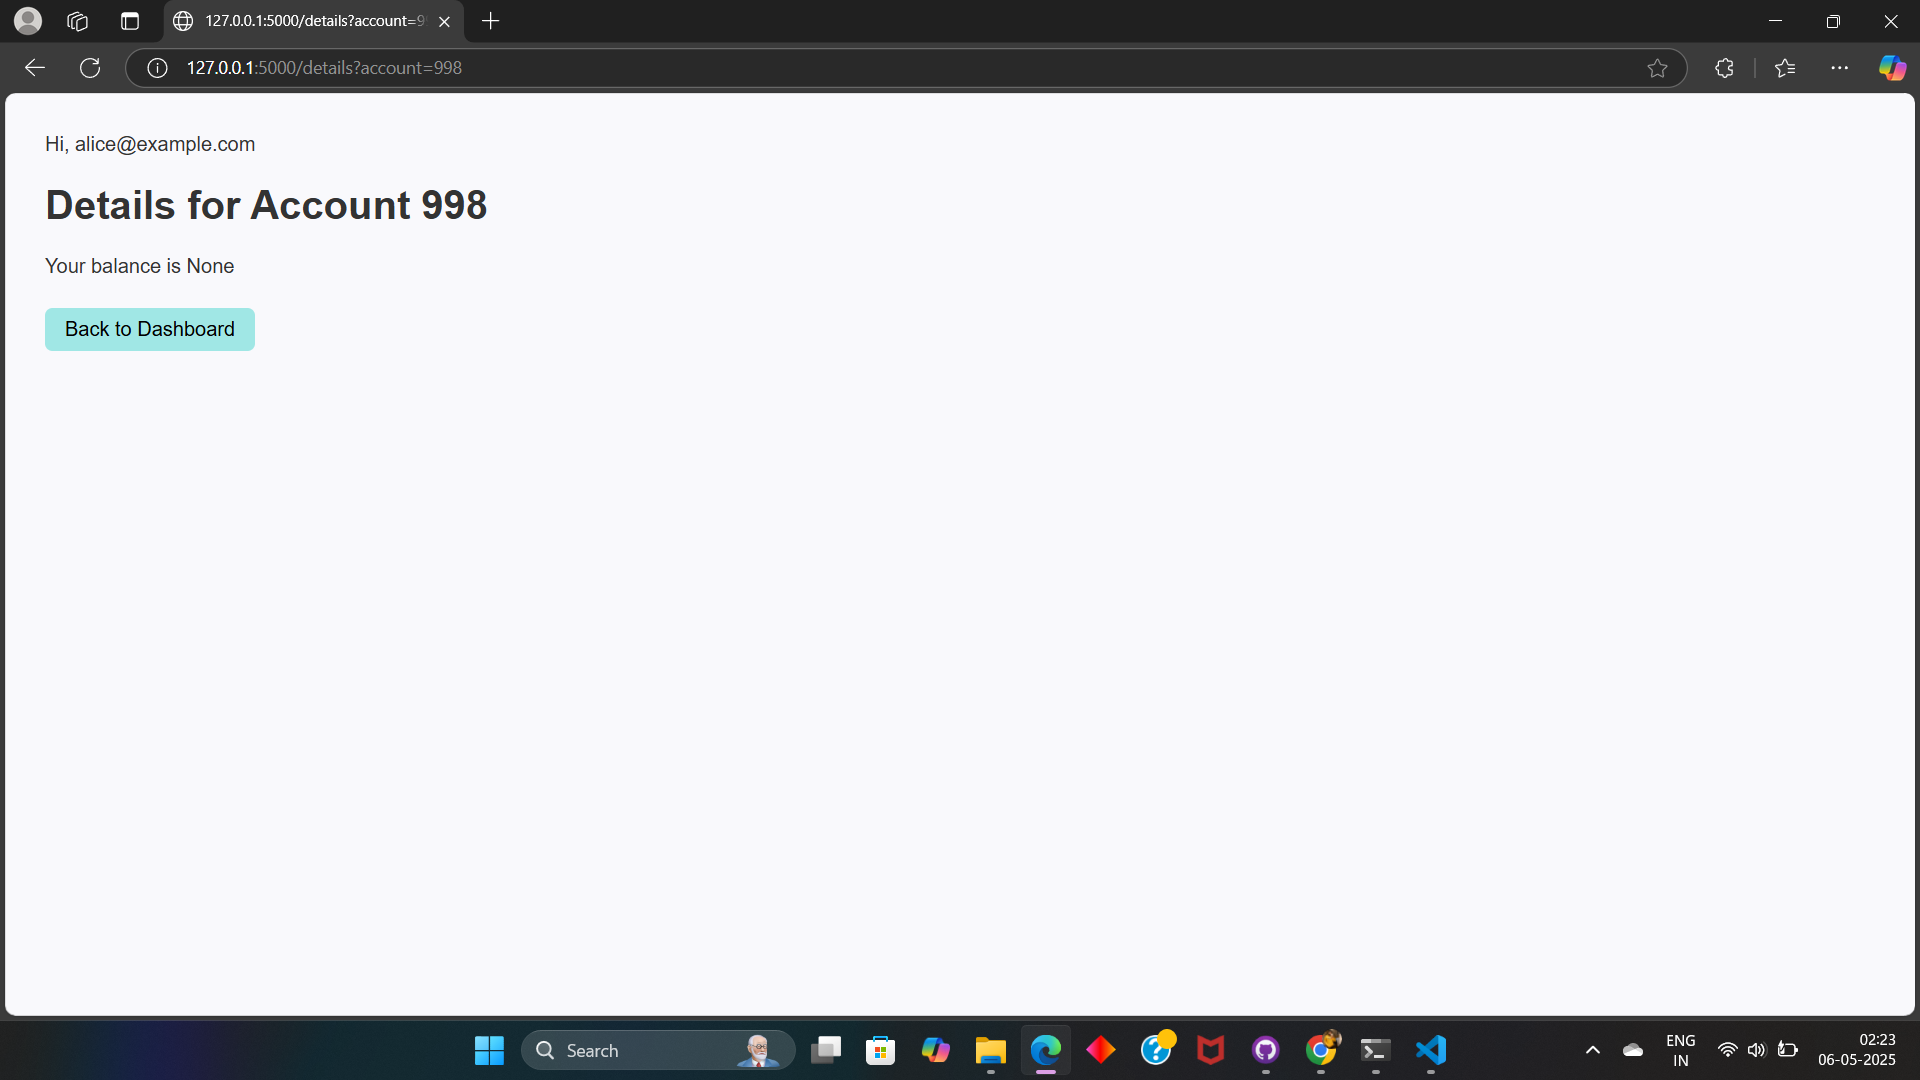 127.0.0.1:5000/details?account=9
127.0.0.1:5000/details?account=998
Hi, alice@example.com
Details for Account 998
Your balance is None
Back to Dashboard
Search
ENG
IN
02:23
06-05-2025